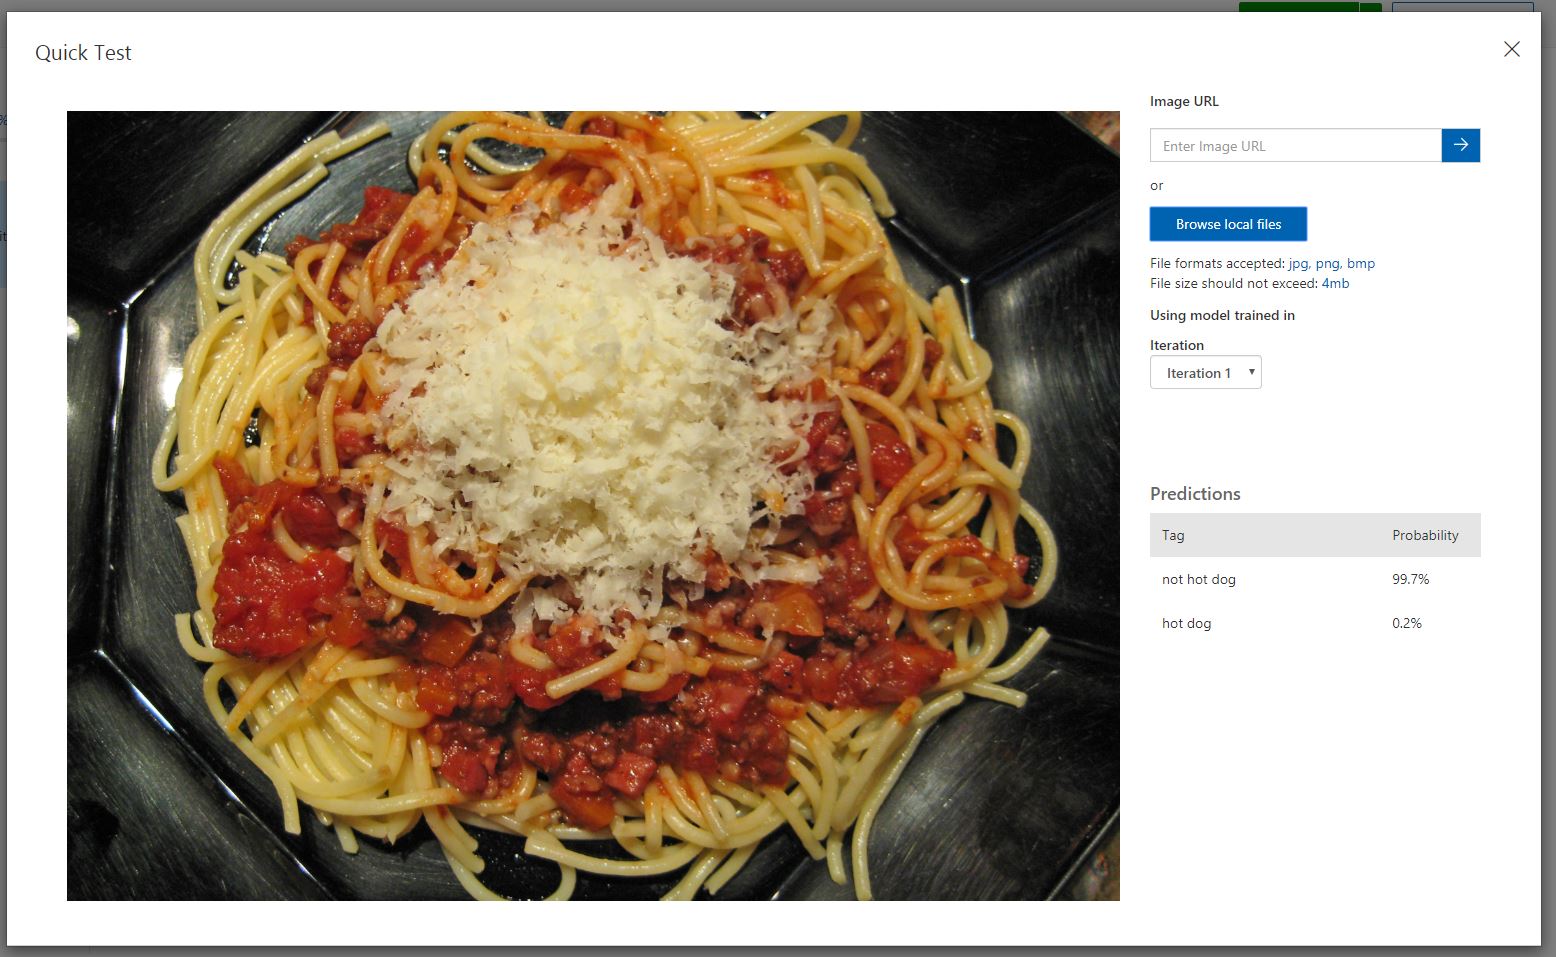 Quick Test
Image URL
Enter Image URL
or
Browse local files
File formats accepted: jpg, png, bmp
File size should not exceed: 4mb
Using model trained in
Iteration
Iteration 1
Predictions
Tag Probability
not hot dog 99.7%
hot dog 0.2%